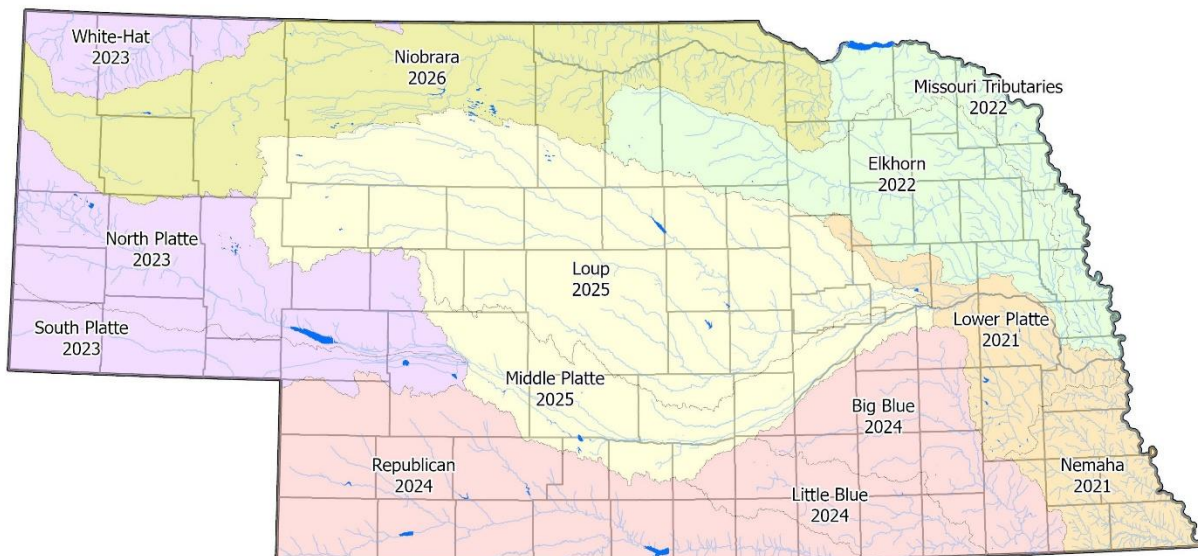 White-Hat
2023
Niobrara
2026
Missouri Tributaries
2022
Elkhorn
2022
North Platte
2023
Loup
2025
South Platte
2023
Lower Platte
2021
Middle Platte
2025
Big Blue
2024
Republican
2024
Little Blue
2024
Nemaha
2021